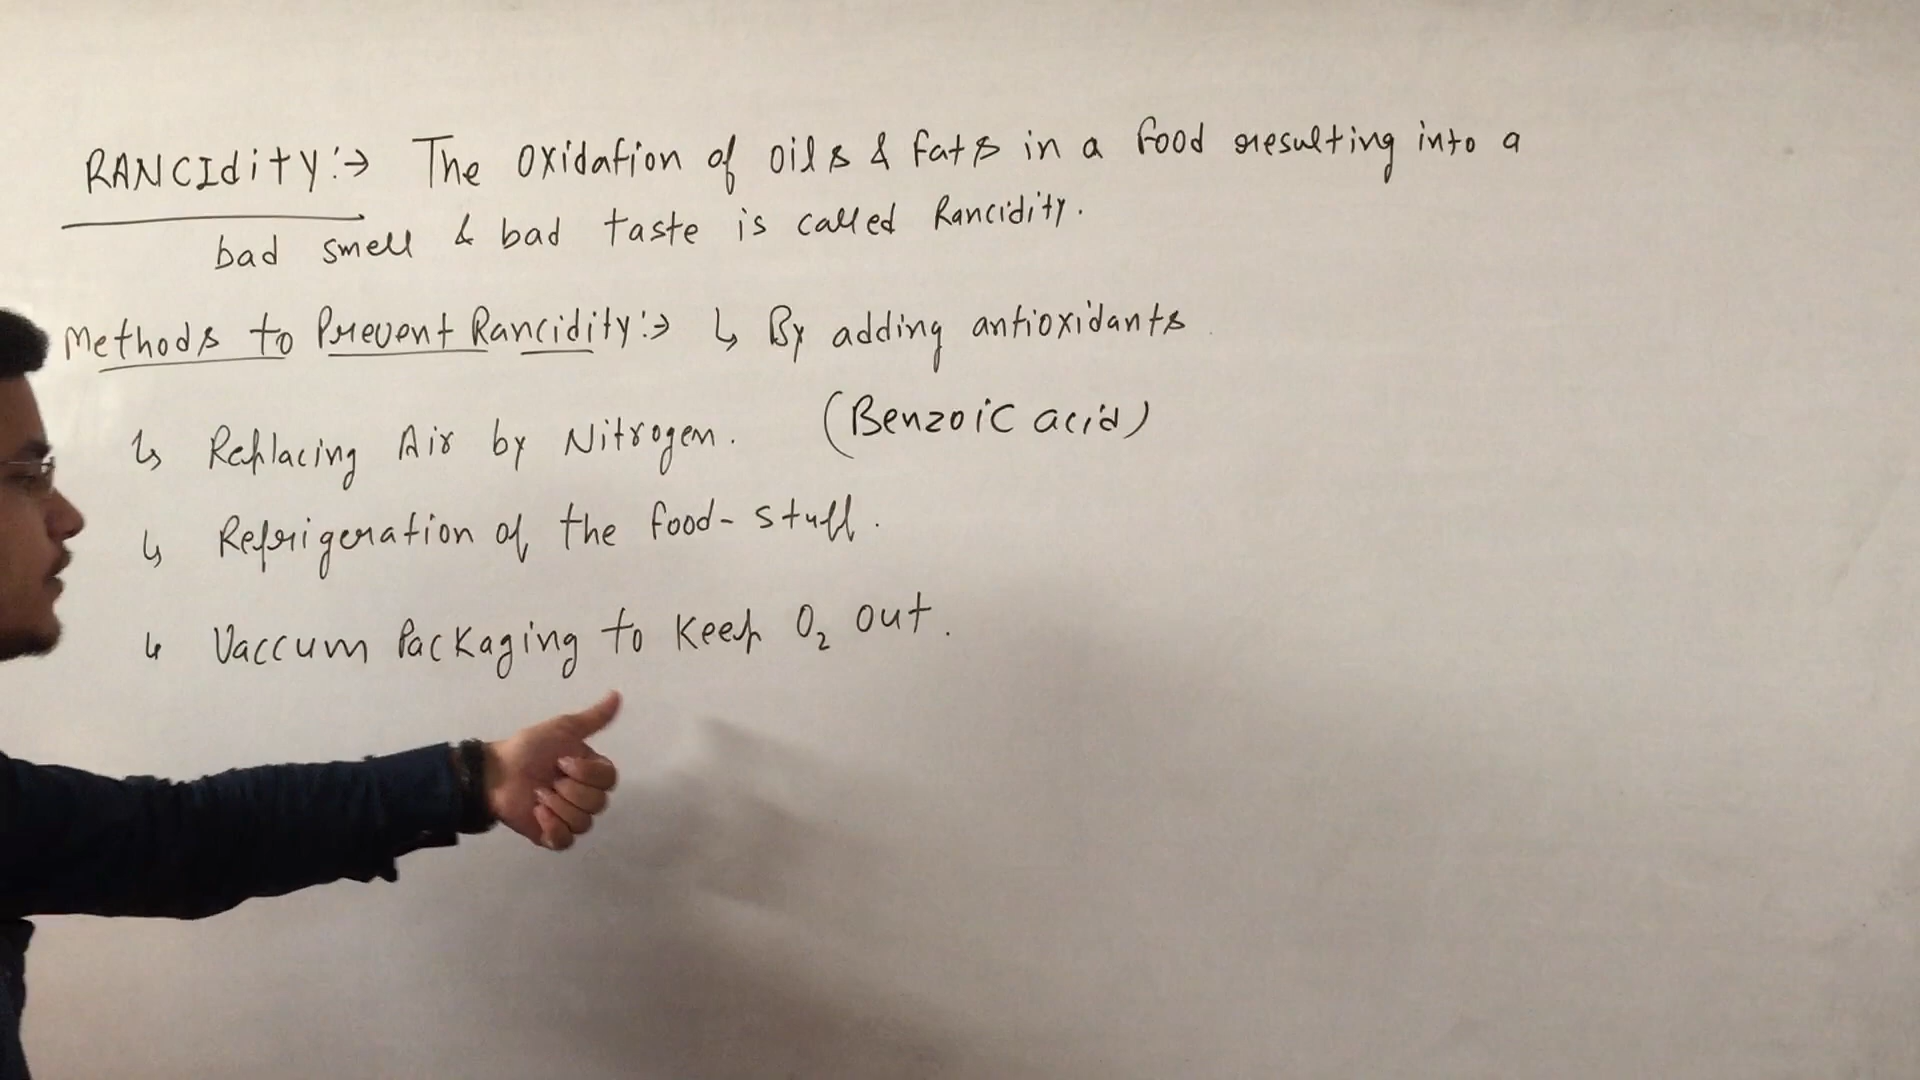 RANCIdiTY:→ The Oxidation of oils & fats in a food resulting into a
bad smell & bad taste is called Rancidity.
Methods to Prevent Rancidity:→ ↳ By adding antioxidants
(Benzoic acid)
↳ Replacing Air by Nitrogen.
↳ Refrigeration of the food-stuff.
↳ Vaccum Packaging to Keep O₂ out.